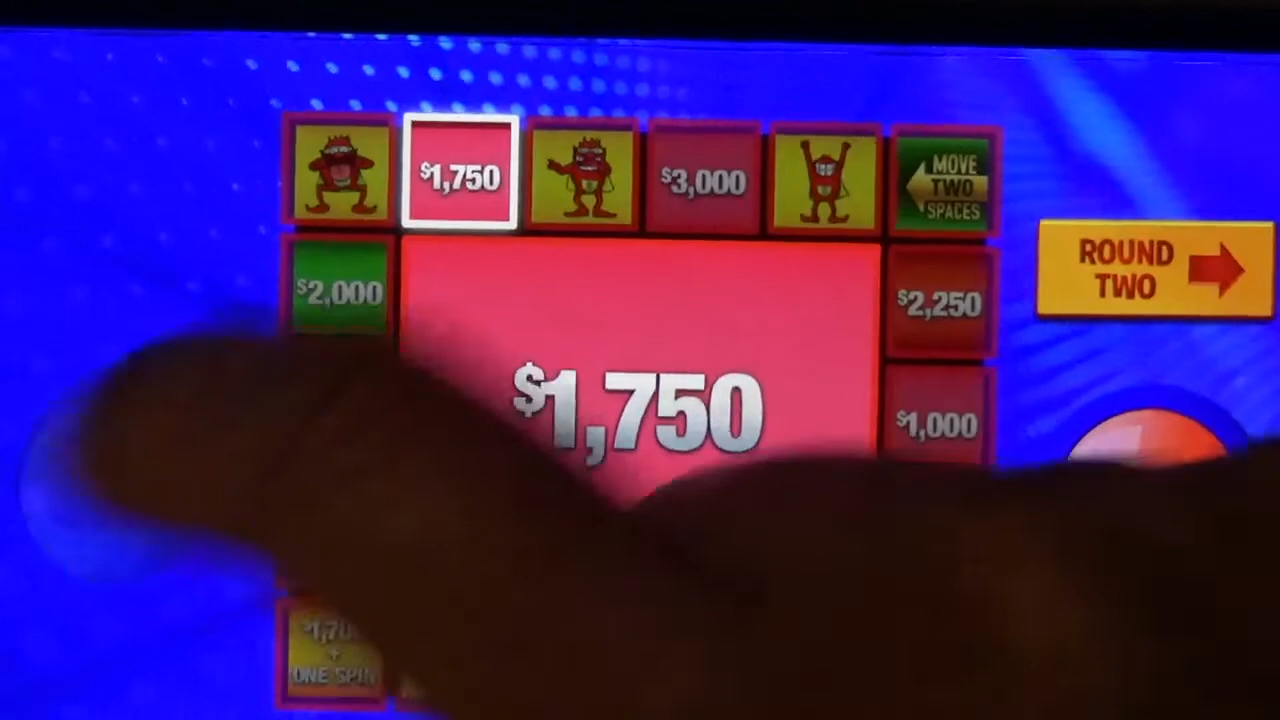 $1,750
$3,000
MOVE
TWO
SPACES
$2,000
$2,250
ROUND
TWO
$1,750
$1,000
+
ONE SPIN